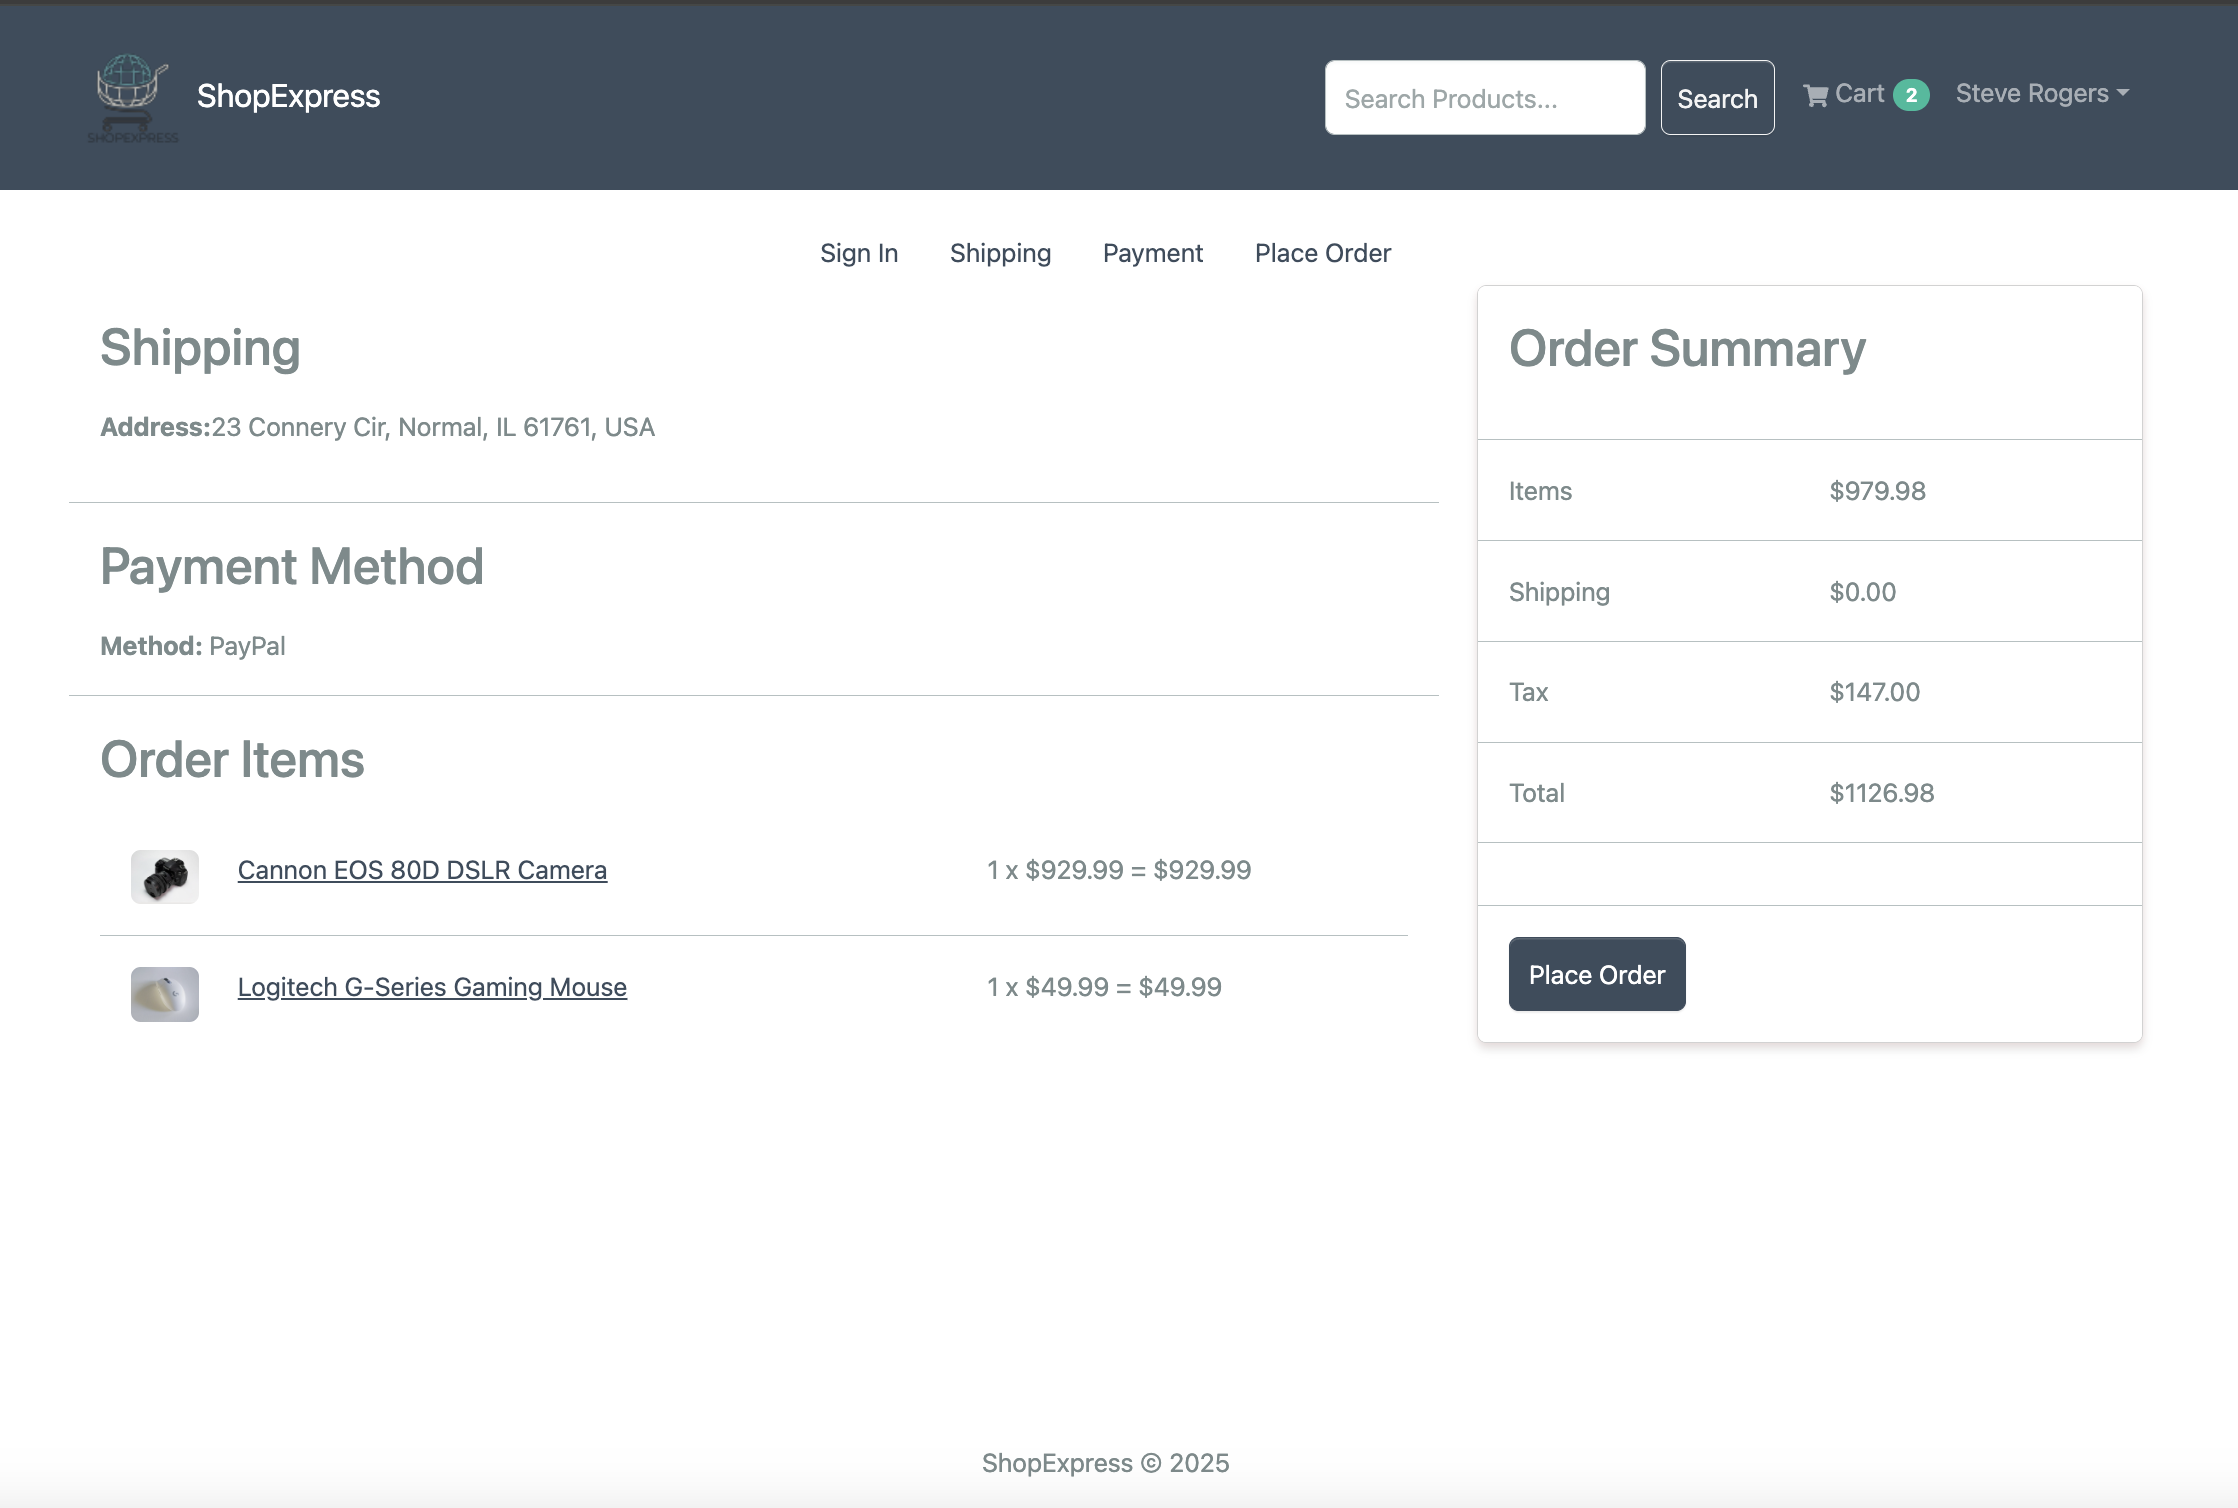 SHOPEXPRESS
ShopExpress
Search Products...
Search
Cart 2
Steve Rogers
Sign In Shipping Payment Place Order
Shipping
Address:23 Connery Cir, Normal, IL 61761, USA
Payment Method
Method: PayPal
Order Items
Cannon EOS 80D DSLR Camera 1 x $929.99 = $929.99
Logitech G-Series Gaming Mouse 1 x $49.99 = $49.99
Order Summary
Items $979.98
Shipping $0.00
Tax $147.00
Total $1126.98
Place Order
ShopExpress © 2025